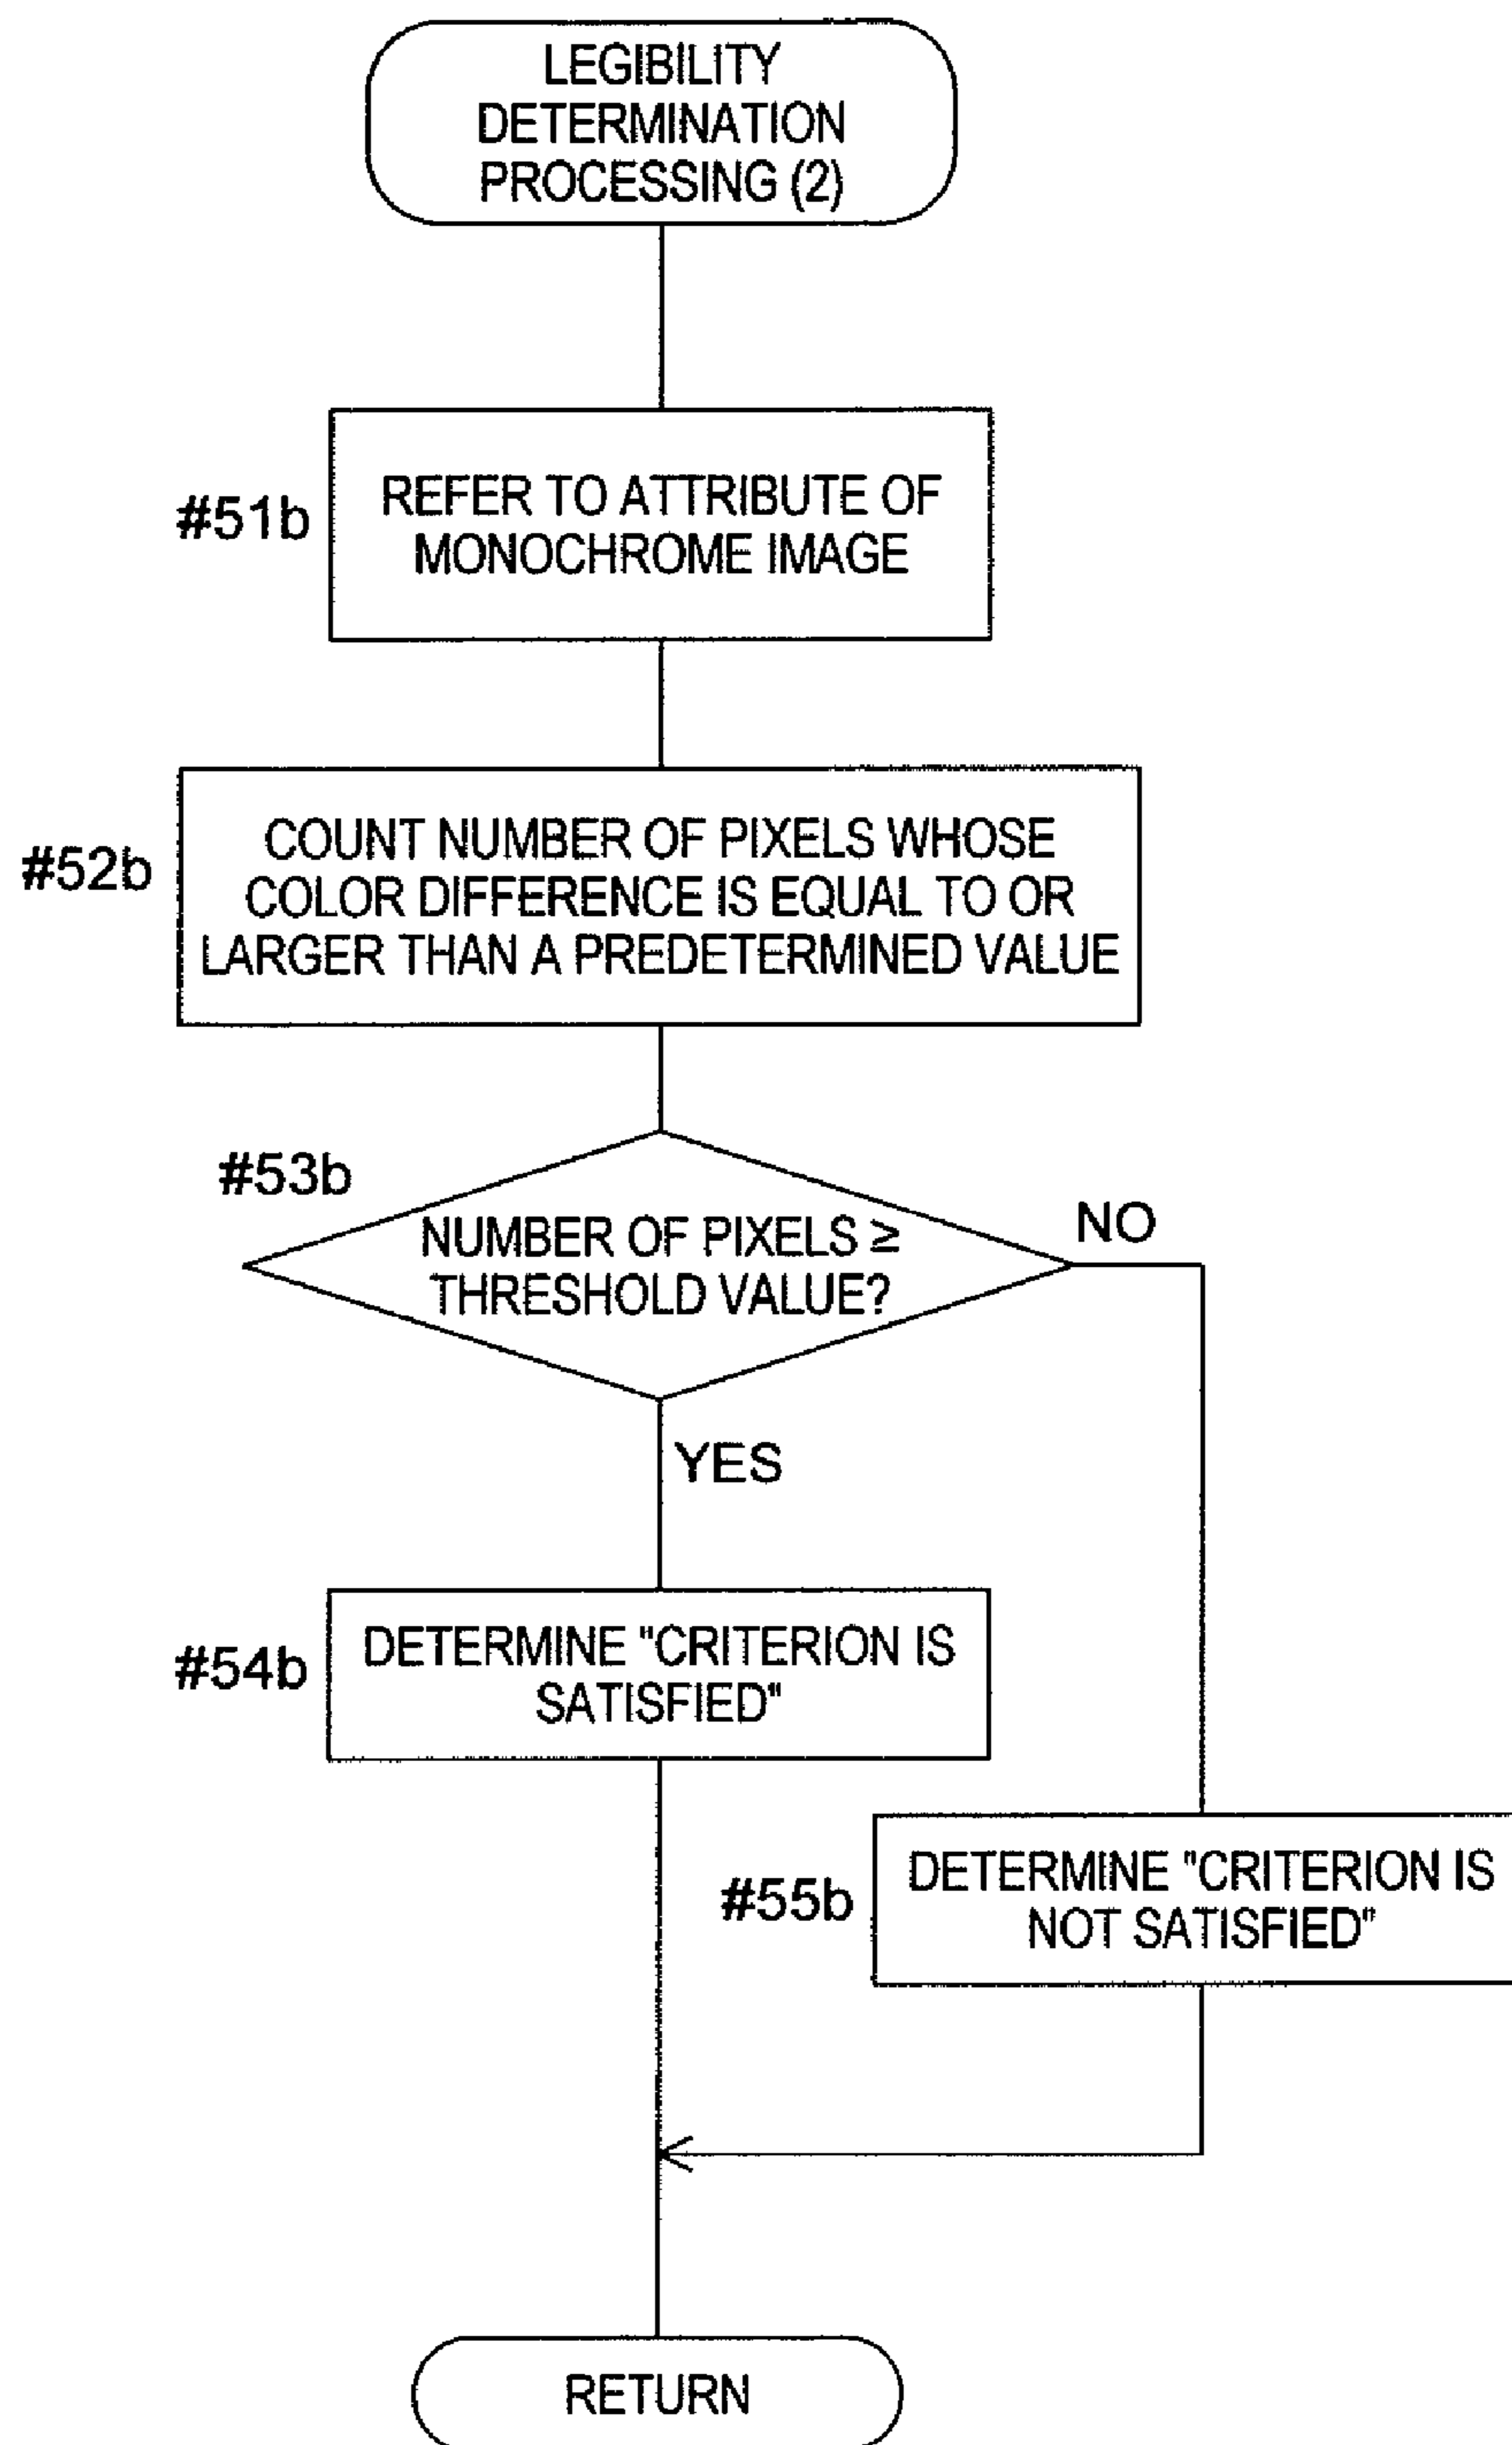 LEGIBILITY
DETERMINATION
PROCESSING (2)
#51b
REFER TO ATTRIBUTE OF
MONOCHROME IMAGE
#52b
COUNT NUMBER OF PIXELS WHOSE
COLOR DIFFERENCE IS EQUAL TO OR
LARGER THAN A PREDETERMINED VALUE
#53b
NUMBER OF PIXELS ≥
THRESHOLD VALUE?
NO
YES
#54b
DETERMINE "CRITERION IS
SATISFIED"
#55b
DETERMINE "CRITERION IS
NOT SATISFIED"
RETURN